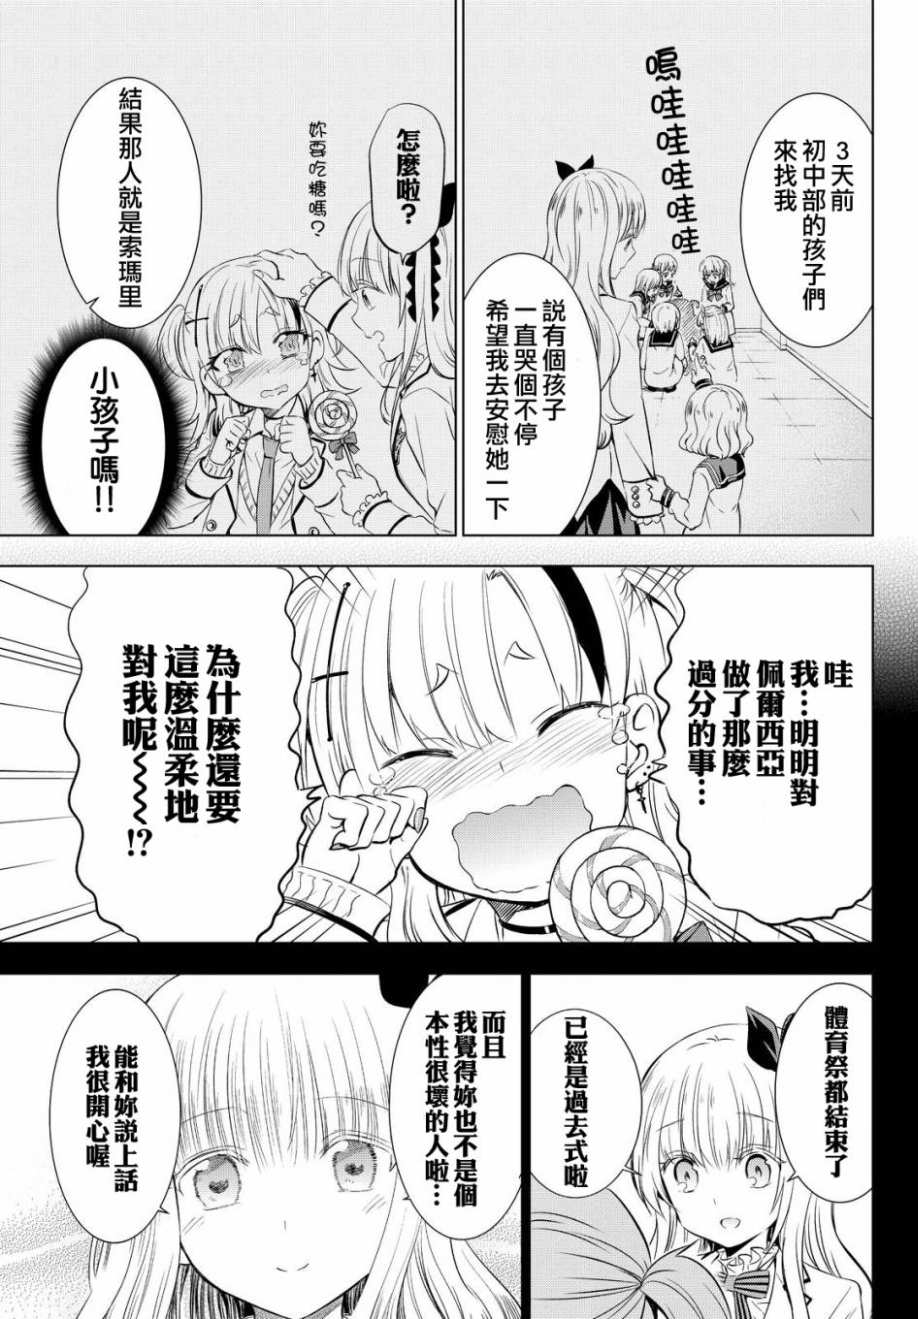 3天前
初中部的孩子們
來找我
嗚哇哇哇哇哇哇
說有個孩子
一直哭個不停
希望我去安慰她一下
怎麼啦?
妳要吃糖嗎?
結果那人就是索瑪里
小孩子嗎!!
哇
我…明明對
佩爾西亞
做了那麼
過分的事…
為什麼還要
這麼溫柔地
對我呢~~!?
體育祭都結束了
已經是過去式啦
而且
我覺得妳也不是個
本性很壞的人啦…
能和妳說上話
我很開心喔